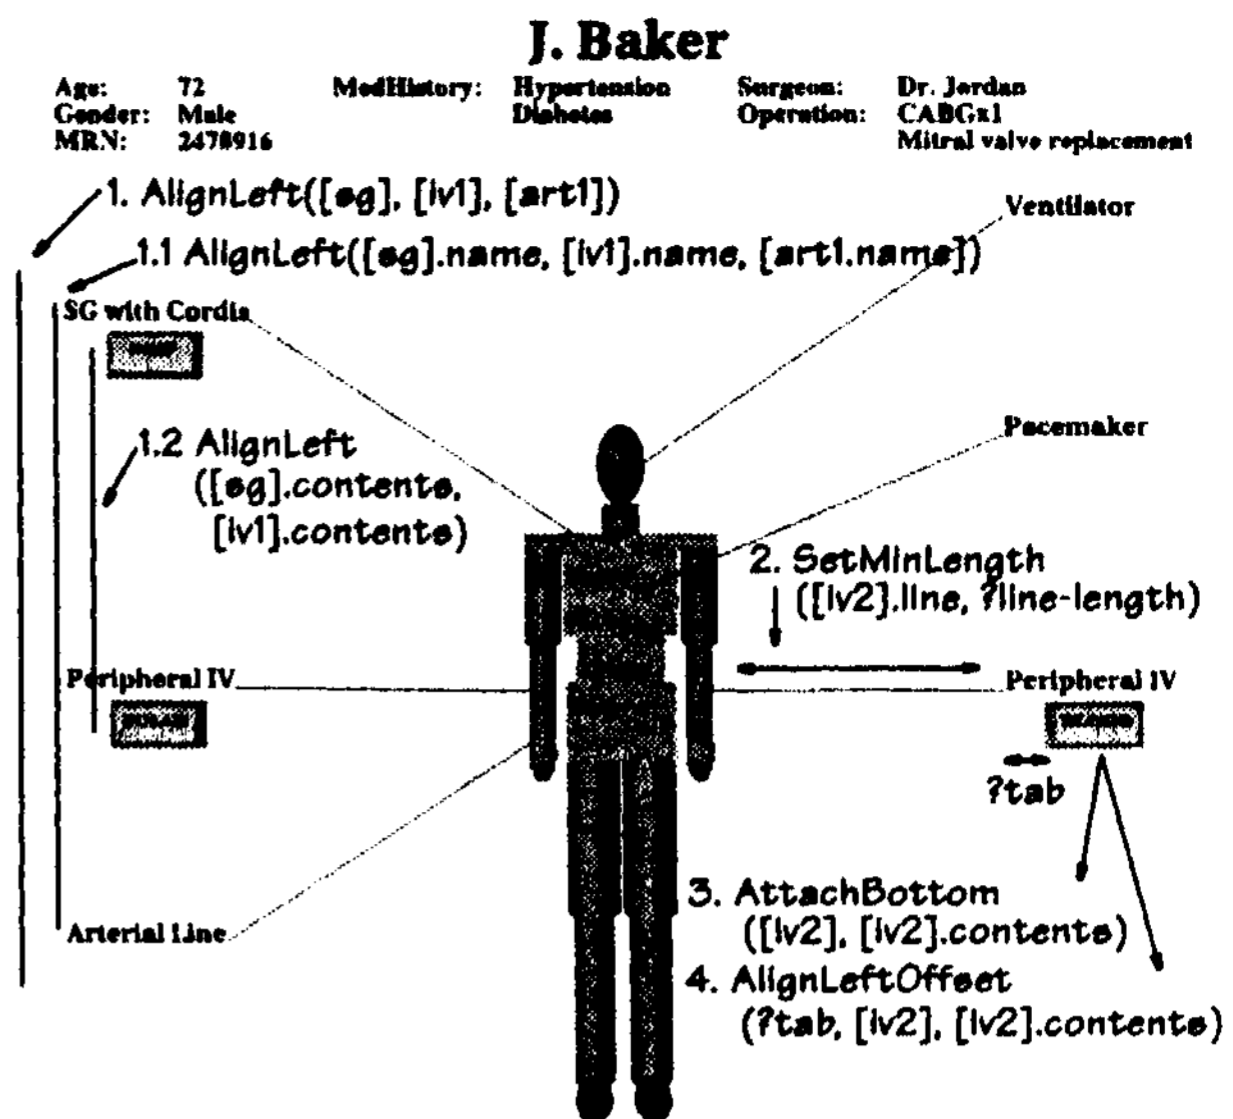 J. Baker
Age: 72 MedHistory: Hypertension Surgeon: Dr. Jordan
Gender: Male Diabetes Operation: CABGx1
MRN: 2478916 Mitral valve replacement
1. AlignLeft([sg], [iv1], [art1])
Ventilator
1.1 AlignLeft([sg].name, [iv1].name, [art1.name])
SG with Cordis
Pacemaker
1.2 AlignLeft
([sg].contents,
[iv1].contents)
2. SetMinLength
([iv2].line, ?line-length)
Peripheral IV
Peripheral IV
?tab
3. AttachBottom
([iv2], [iv2].contents)
Arterial Line
4. AlignLeftOffset
(?tab, [iv2], [iv2].contents)